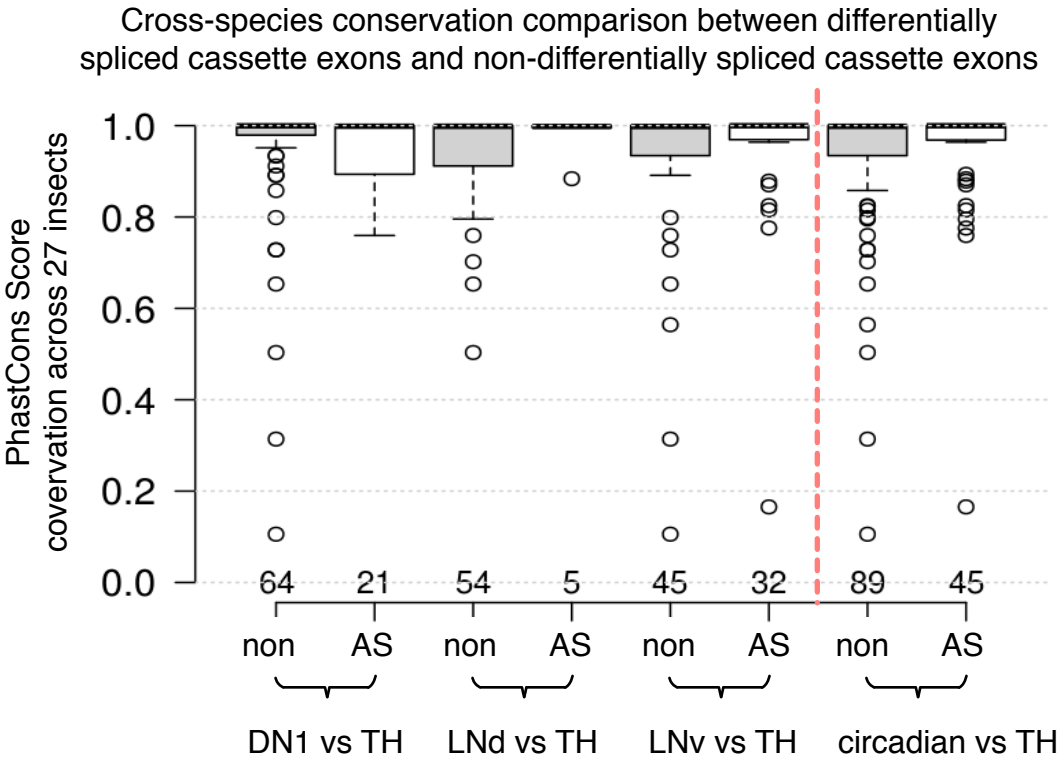 Cross-species conservation comparison between differentially
spliced cassette exons and non-differentially spliced cassette exons
PhastCons Score
covervation across 27 insects
1.0
0.8
0.6
0.4
0.2
0.0
64 21 54 5 45 32 89 45
non AS non AS non AS non AS
DN1 vs TH LNd vs TH LNv vs TH circadian vs TH